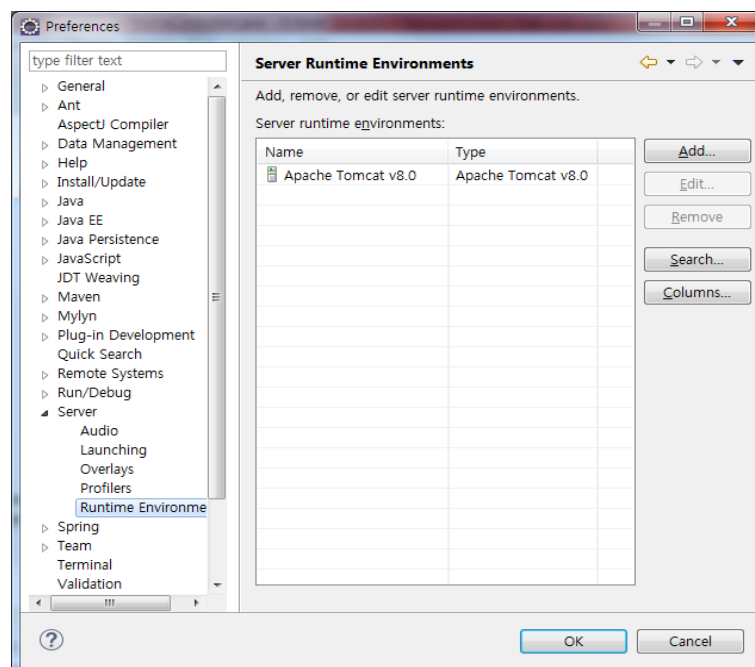 Preferences
type filter text
General
Ant
AspectJ Compiler
Data Management
Help
Install/Update
Java
Java EE
Java Persistence
JavaScript
JDT Weaving
Maven
Mylyn
Plug-in Development
Quick Search
Remote Systems
Run/Debug
Server
Audio
Launching
Overlays
Profilers
Runtime Environme
Spring
Team
Terminal
Validation
Server Runtime Environments
Add, remove, or edit server runtime environments.
Server runtime environments:
Name Type
Apache Tomcat v8.0 Apache Tomcat v8.0
Add...
Edit...
Remove
Search...
Columns...
OK Cancel